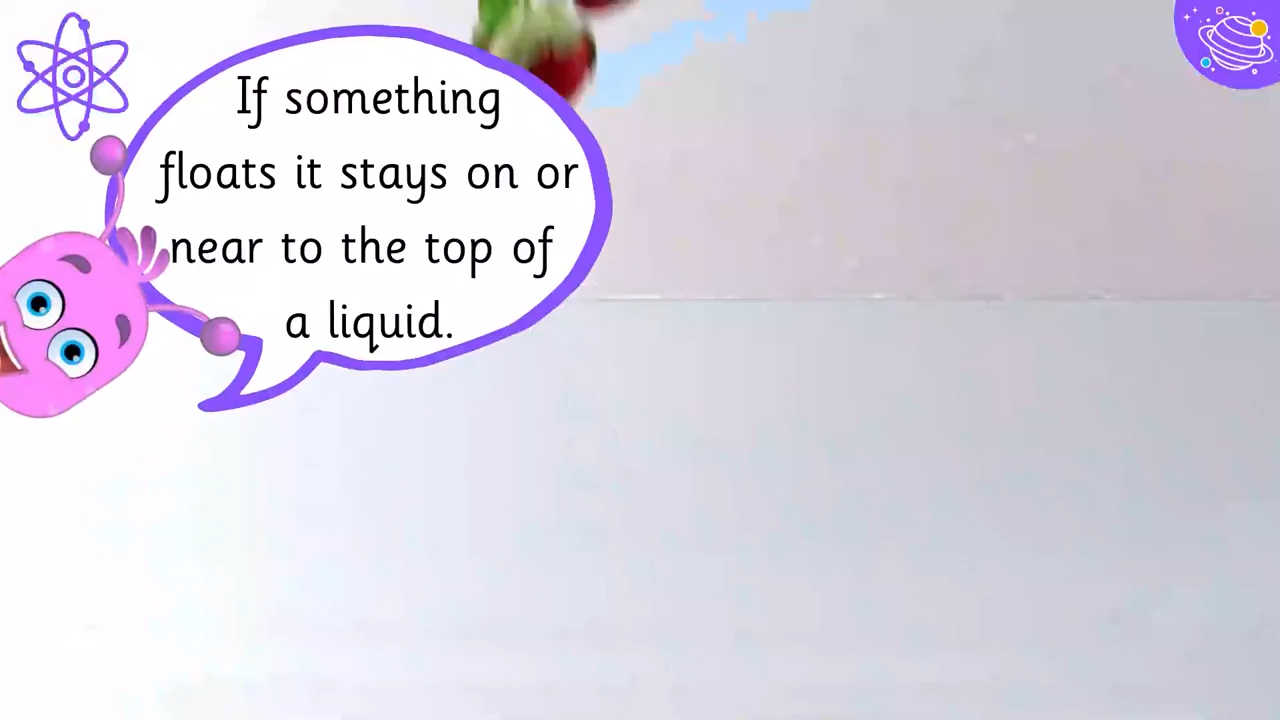 If something
floats it stays on or
near to the top of
a liquid.